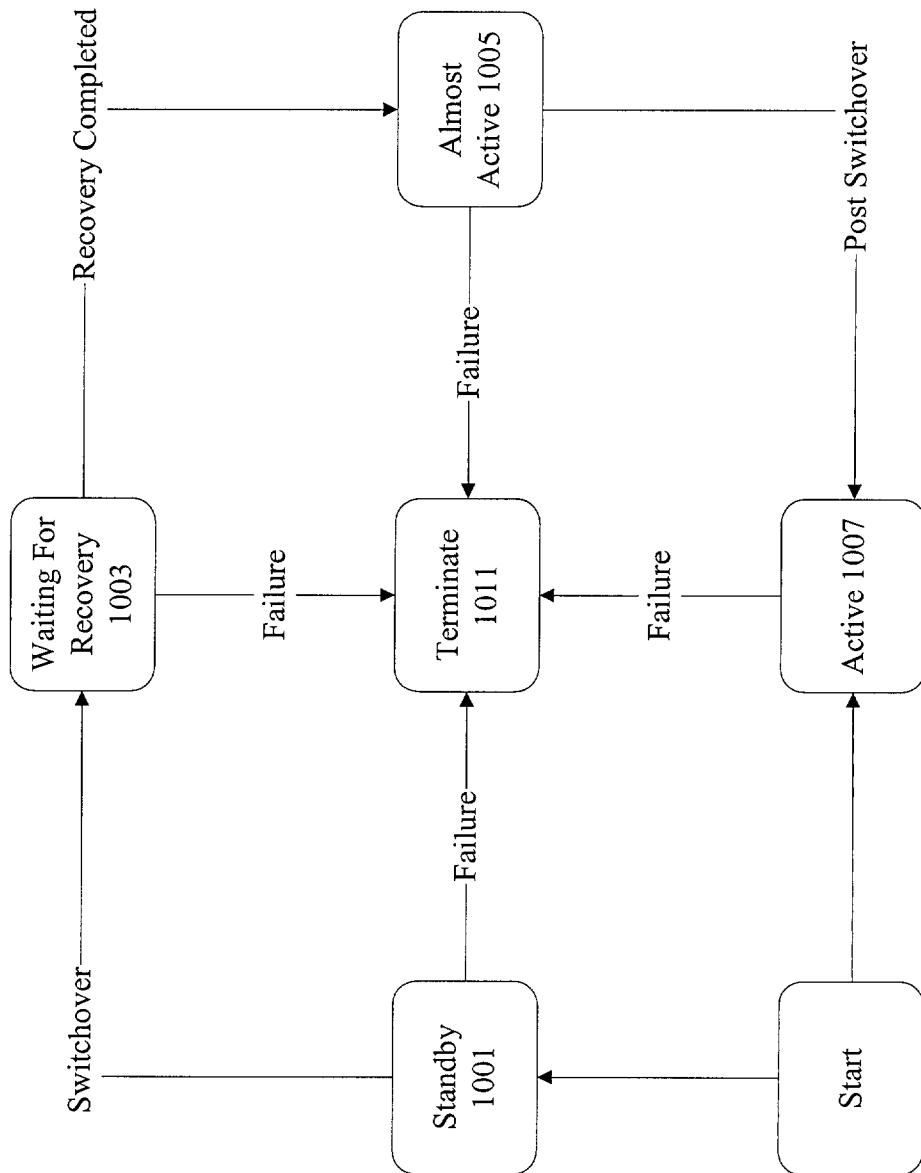 Switchover
Waiting For
Recovery
1003
Recovery Completed
Failure
Standby
1001
Failure
Terminate
1011
Failure
Almost
Active 1005
Failure
Start
Active 1007
Post Switchover